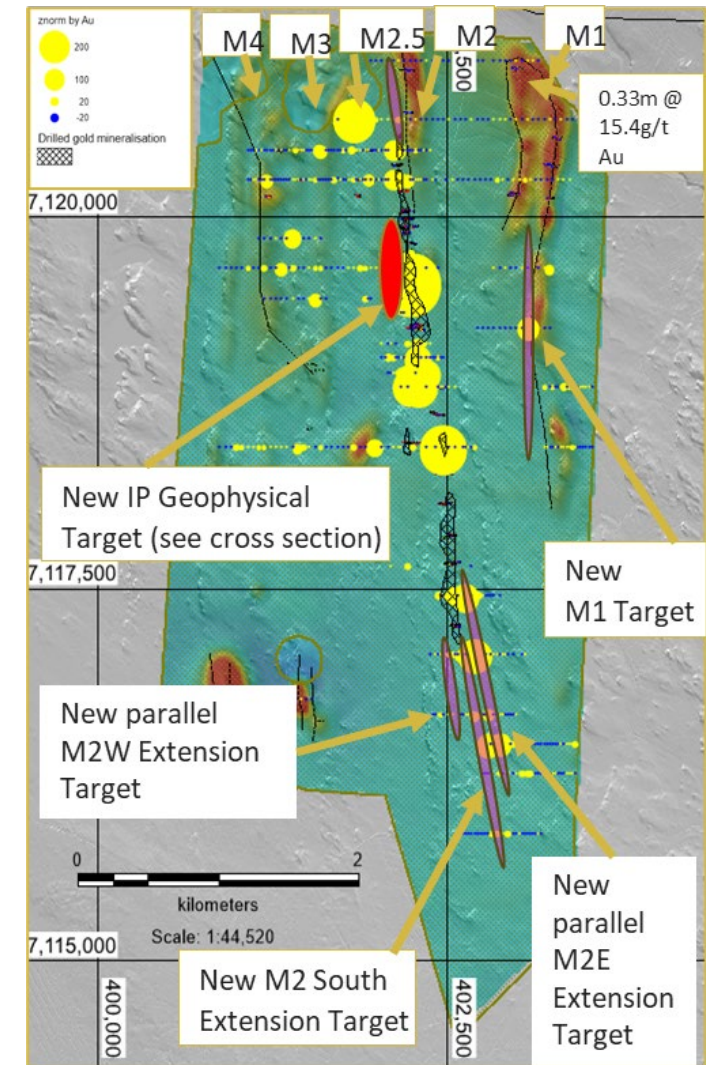 znorm by Au
200
100
20
-20
Drilled gold mineralisation
M4
M3
M2.5
M2
M1
,500
0.33m @
15.4g/t
Au
7,120,000
New IP Geophysical
Target (see cross section)
New
M1 Target
7,117,500
New parallel
M2W Extension
Target
0
2
kilometers
Scale: 1:44,520
New
parallel
M2E
Extension
Target
7,115,000
New M2 South
Extension Target
400,000
402,500